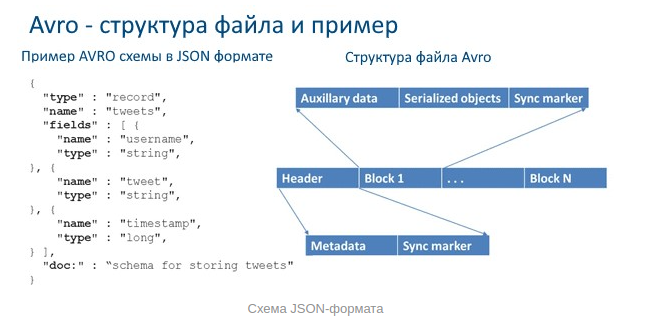 Avro - структура файла и пример
Пример AVRO схемы в JSON формате
Структура файла Avro
{
"type" : "record",
"name" : "tweets",
"fields" : [ {
"name" : "username",
"type" : "string",
}, {
"name" : "tweet",
"type" : "string",
}, {
"name" : "timestamp",
"type" : "long",
} ],
"doc:" : "schema for storing tweets"
}
Auxillary data Serialized objects Sync marker
Header Block 1 . . . Block N
Metadata Sync marker
Схема JSON-формата